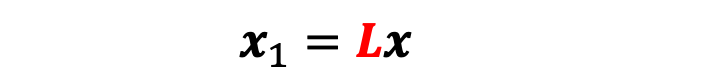 x₁ = Lx